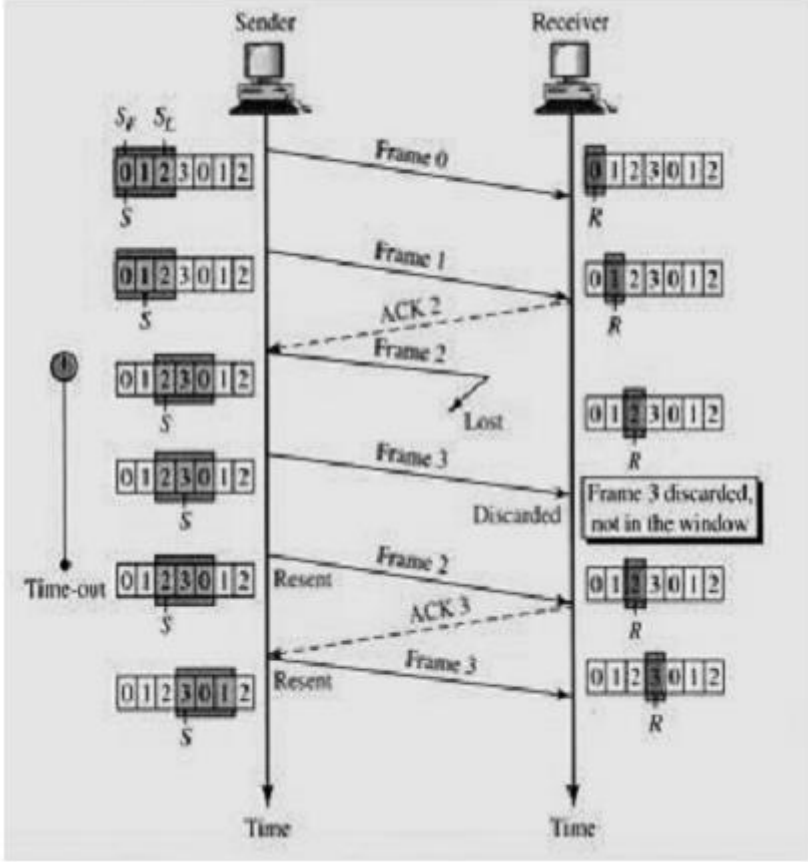 Sender Receiver
S_F S_L
0 1 2 3 0 1 2
S
Frame 0
0 1 2 3 0 1 2
R
0 1 2 3 0 1 2
S
Frame 1
0 1 2 3 0 1 2
R
ACK 2
0 1 2 3 0 1 2
S
Frame 2
Lost
0 1 2 3 0 1 2
R
0 1 2 3 0 1 2
S
Frame 3
Discarded
Frame 3 discarded,
not in the window
Time-out
0 1 2 3 0 1 2
S
Resent
Frame 2
0 1 2 3 0 1 2
R
ACK 3
0 1 2 3 0 1 2
S
Resent
Frame 3
0 1 2 3 0 1 2
R
Time Time